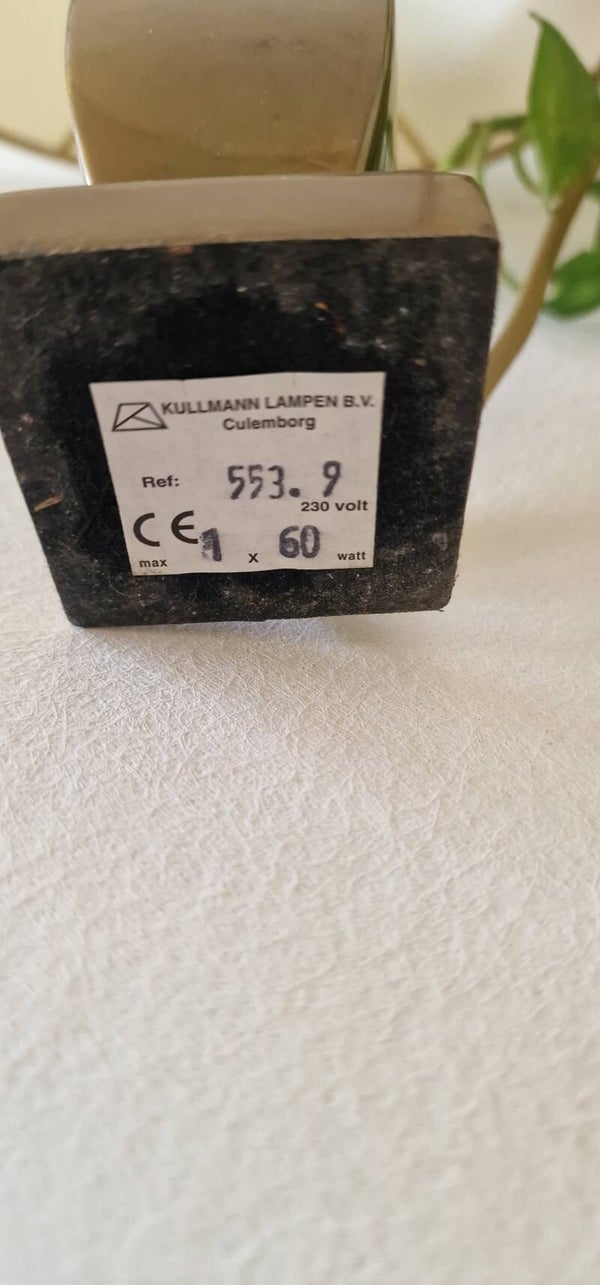 KULLMANN LAMPEN B.V.
Culemborg
Ref: 553.9
230 volt
CE
max 1 x 60 watt